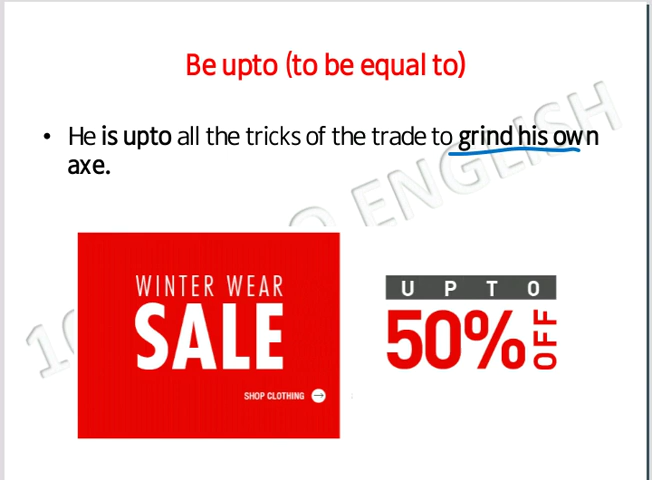 Be upto (to be equal to)
• He is upto all the tricks of the trade to grind his own
axe.
WINTER WEAR
SALE
SHOP CLOTHING
UPTO
50% OFF
ENGLISH